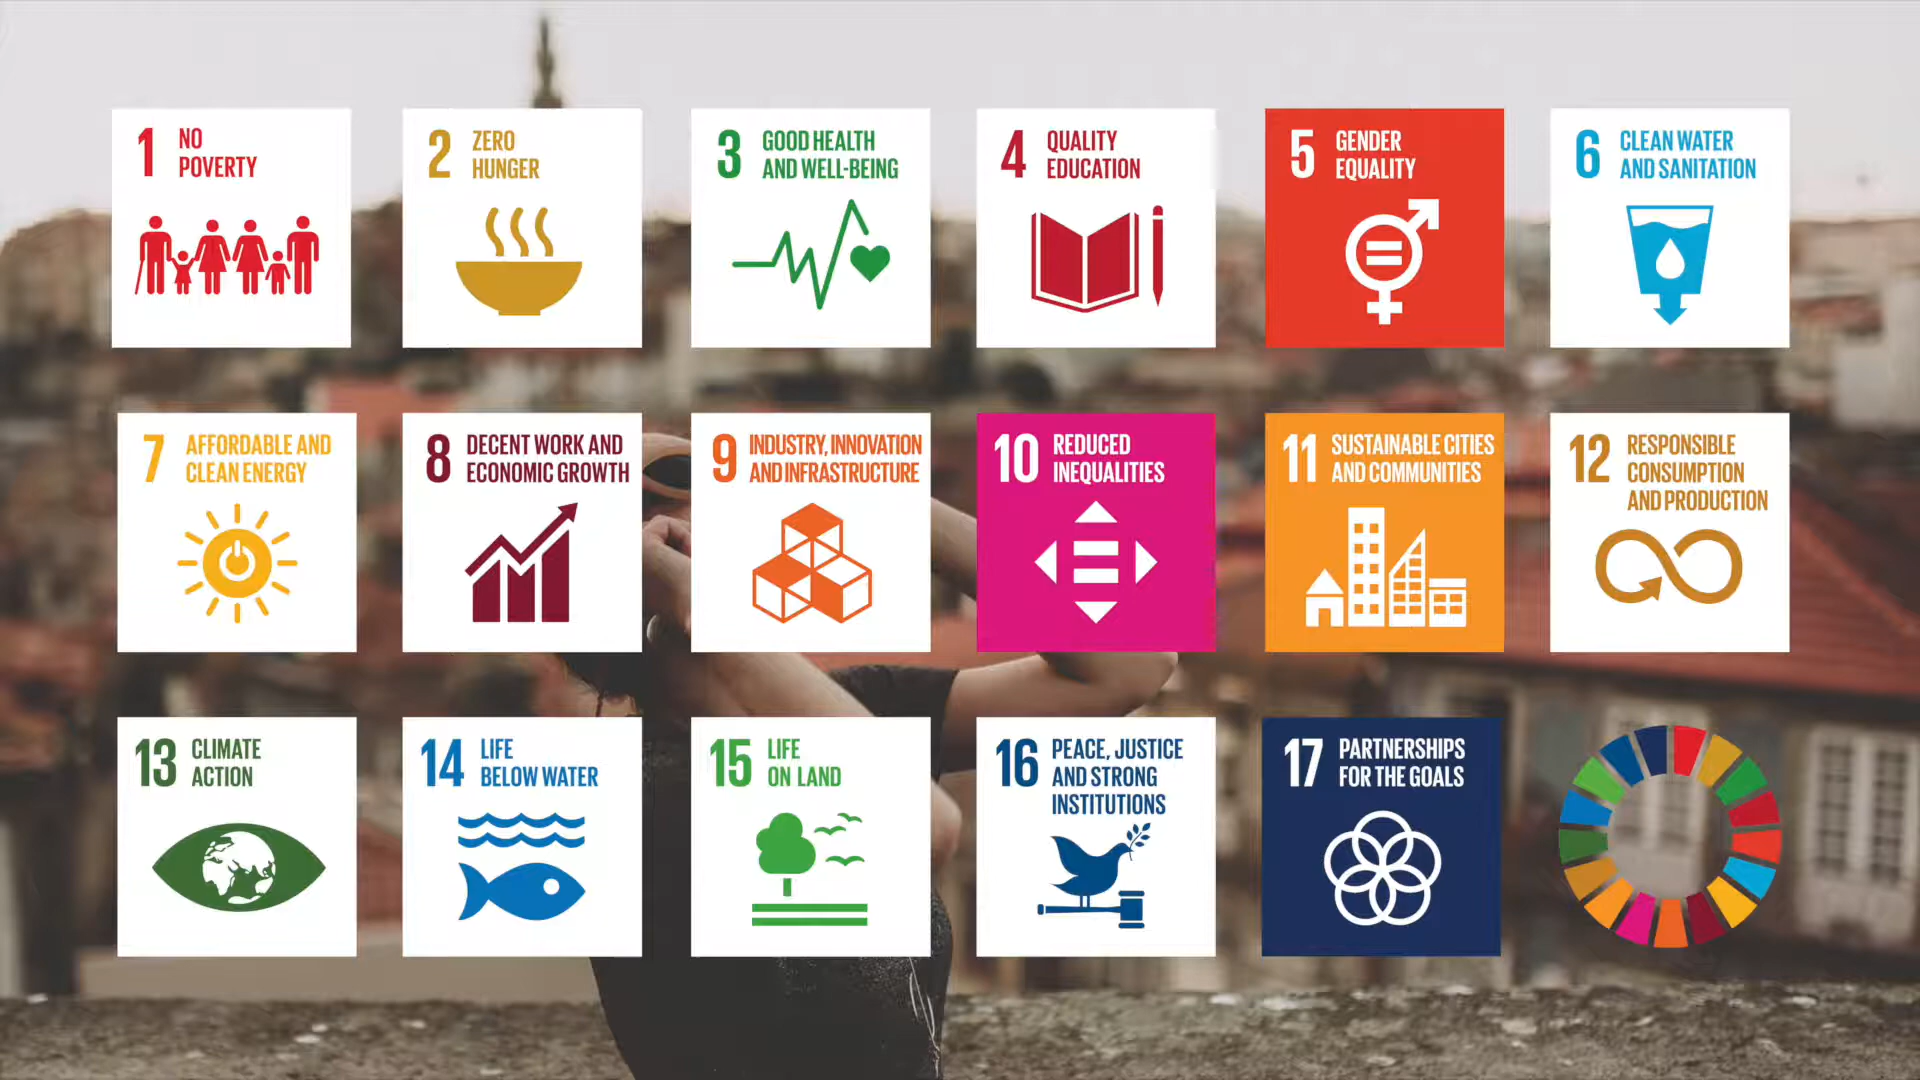 1 NO
POVERTY
2 ZERO
HUNGER
3 GOOD HEALTH
AND WELL-BEING
4 QUALITY
EDUCATION
5 GENDER
EQUALITY
6 CLEAN WATER
AND SANITATION
7 AFFORDABLE AND
CLEAN ENERGY
8 DECENT WORK AND
ECONOMIC GROWTH
9 INDUSTRY, INNOVATION
AND INFRASTRUCTURE
10 REDUCED
INEQUALITIES
11 SUSTAINABLE CITIES
AND COMMUNITIES
12 RESPONSIBLE
CONSUMPTION
AND PRODUCTION
13 CLIMATE
ACTION
14 LIFE
BELOW WATER
15 LIFE
ON LAND
16 PEACE, JUSTICE
AND STRONG
INSTITUTIONS
17 PARTNERSHIPS
FOR THE GOALS